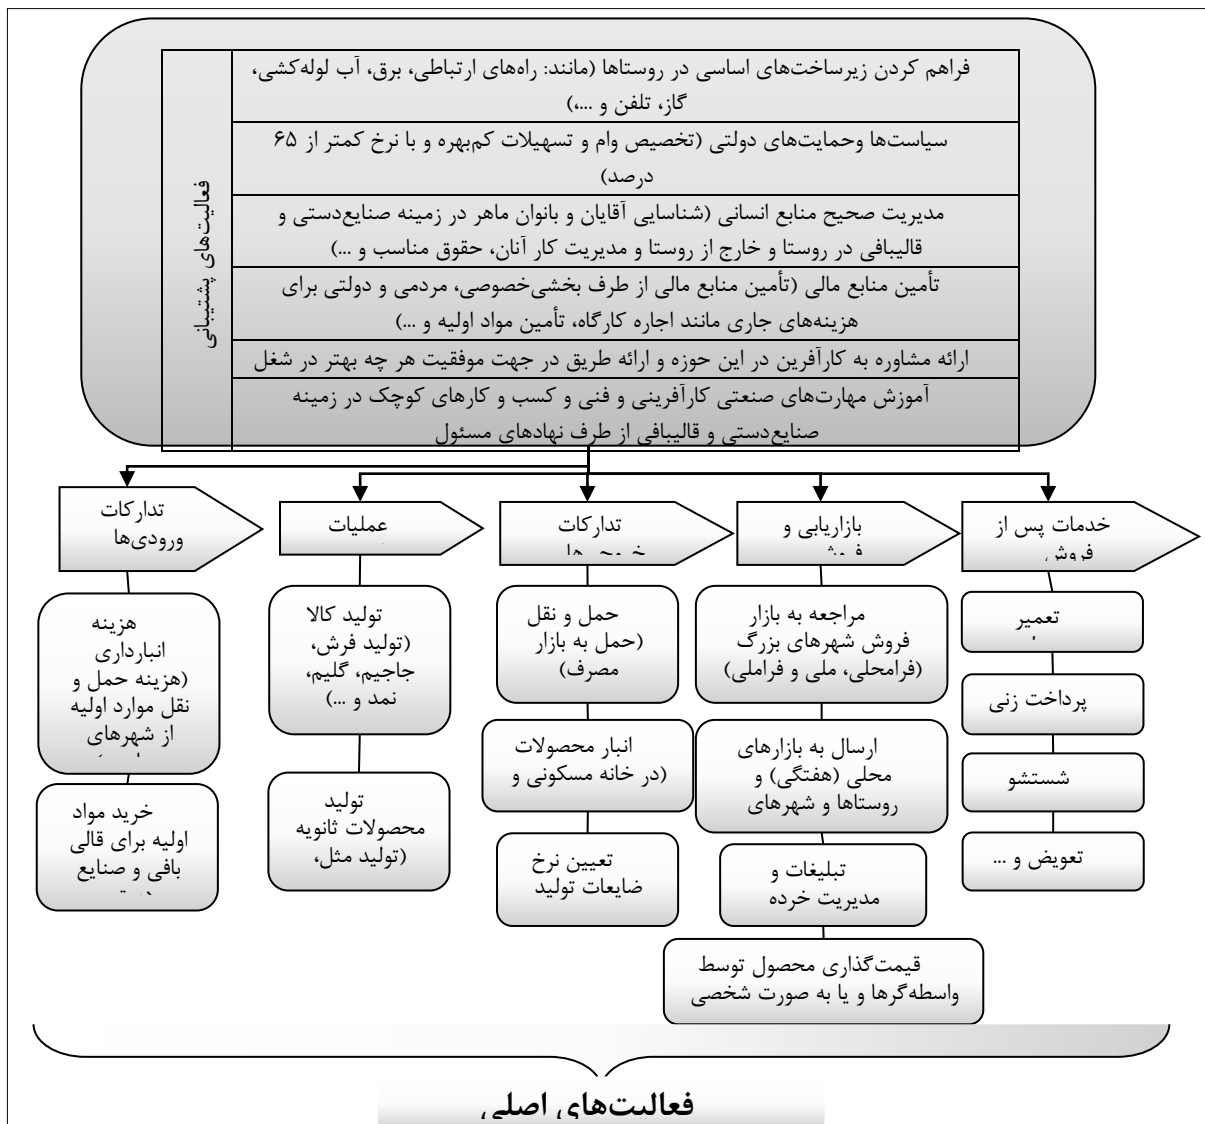 فعالیت‌های پشتیبانی
فراهم کردن زیرساخت‌های اساسی در روستاها (مانند: راه‌های ارتباطی، برق، آب لوله‌کشی،
گاز، تلفن و ...،)
سیاست‌ها وحمایت‌های دولتی (تخصیص وام و تسهیلات کم‌بهره و با نرخ کمتر از ۶۵
درصد)
مدیریت صحیح منابع انسانی (شناسایی آقایان و بانوان ماهر در زمینه صنایع‌دستی و
قالیبافی در روستا و خارج از روستا و مدیریت کار آنان، حقوق مناسب و ...)
تأمین منابع مالی (تأمین منابع مالی از طرف بخشی‌خصوصی، مردمی و دولتی برای
هزینه‌های جاری مانند اجاره کارگاه، تأمین مواد اولیه و ...)
ارائه مشاوره به کارآفرین در این حوزه و ارائه طریق در جهت موفقیت هر چه بهتر در شغل
آموزش مهارت‌های صنعتی کارآفرینی و فنی و کسب و کارهای کوچک در زمینه
صنایع‌دستی و قالیبافی از طرف نهادهای مسئول
تدارکات
ورودی‌ها
هزینه
انبارداری
(هزینه حمل و
نقل موارد اولیه
از شهرهای
خرید مواد
اولیه برای قالی
بافی و صنایع
عملیات
تولید کالا
(تولید فرش،
جاجیم، گلیم،
نمد و ...)
تولید
محصولات ثانویه
(تولید مثل،
تدارکات
خروجی‌ها
حمل و نقل
(حمل به بازار
مصرف)
انبار محصولات
(در خانه مسکونی و
تعیین نرخ
ضایعات تولید
بازاریابی و
فروش
مراجعه به بازار
فروش شهرهای بزرگ
(فرامحلی، ملی و فراملی)
ارسال به بازارهای
محلی (هفتگی) و
روستاها و شهرهای
تبلیغات و
مدیریت خرده
قیمت‌گذاری محصول توسط
واسطه‌گرها و یا به صورت شخصی
خدمات پس از
فروش
تعمیر
پرداخت زنی
شستشو
تعویض و ...
فعالیت‌های اصلی